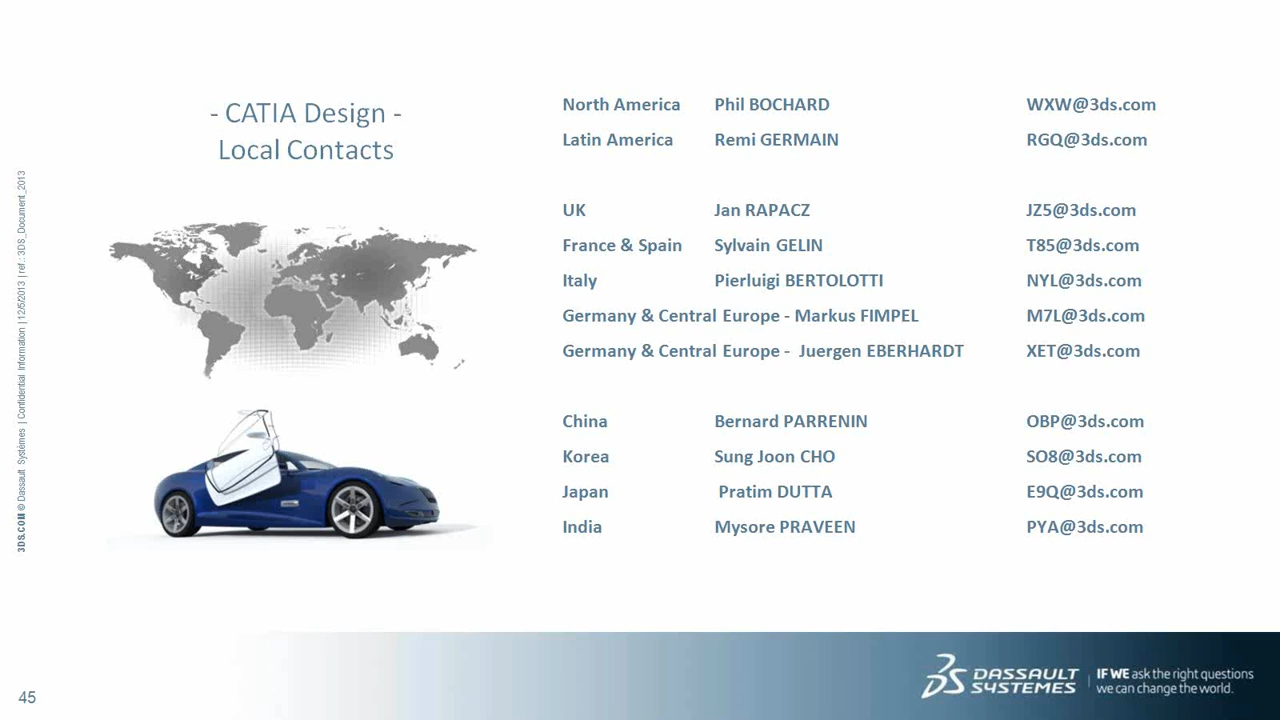 - CATIA Design -
Local Contacts
North America Phil BOCHARD WXW@3ds.com
Latin America Remi GERMAIN RGQ@3ds.com
UK Jan RAPACZ JZ5@3ds.com
France & Spain Sylvain GELIN T85@3ds.com
Italy Pierluigi BERTOLOTTI NYL@3ds.com
Germany & Central Europe - Markus FIMPEL M7L@3ds.com
Germany & Central Europe - Juergen EBERHARDT XET@3ds.com
China Bernard PARRENIN OBP@3ds.com
Korea Sung Joon CHO SO8@3ds.com
Japan Pratim DUTTA E9Q@3ds.com
India Mysore PRAVEEN PYA@3ds.com
3DS.COM © Dassault Systèmes | Confidential Information | 12/5/2013 | ref.: 3DS_Document_2013
45
DASSAULT
SYSTEMES
IF WE ask the right questions
we can change the world.